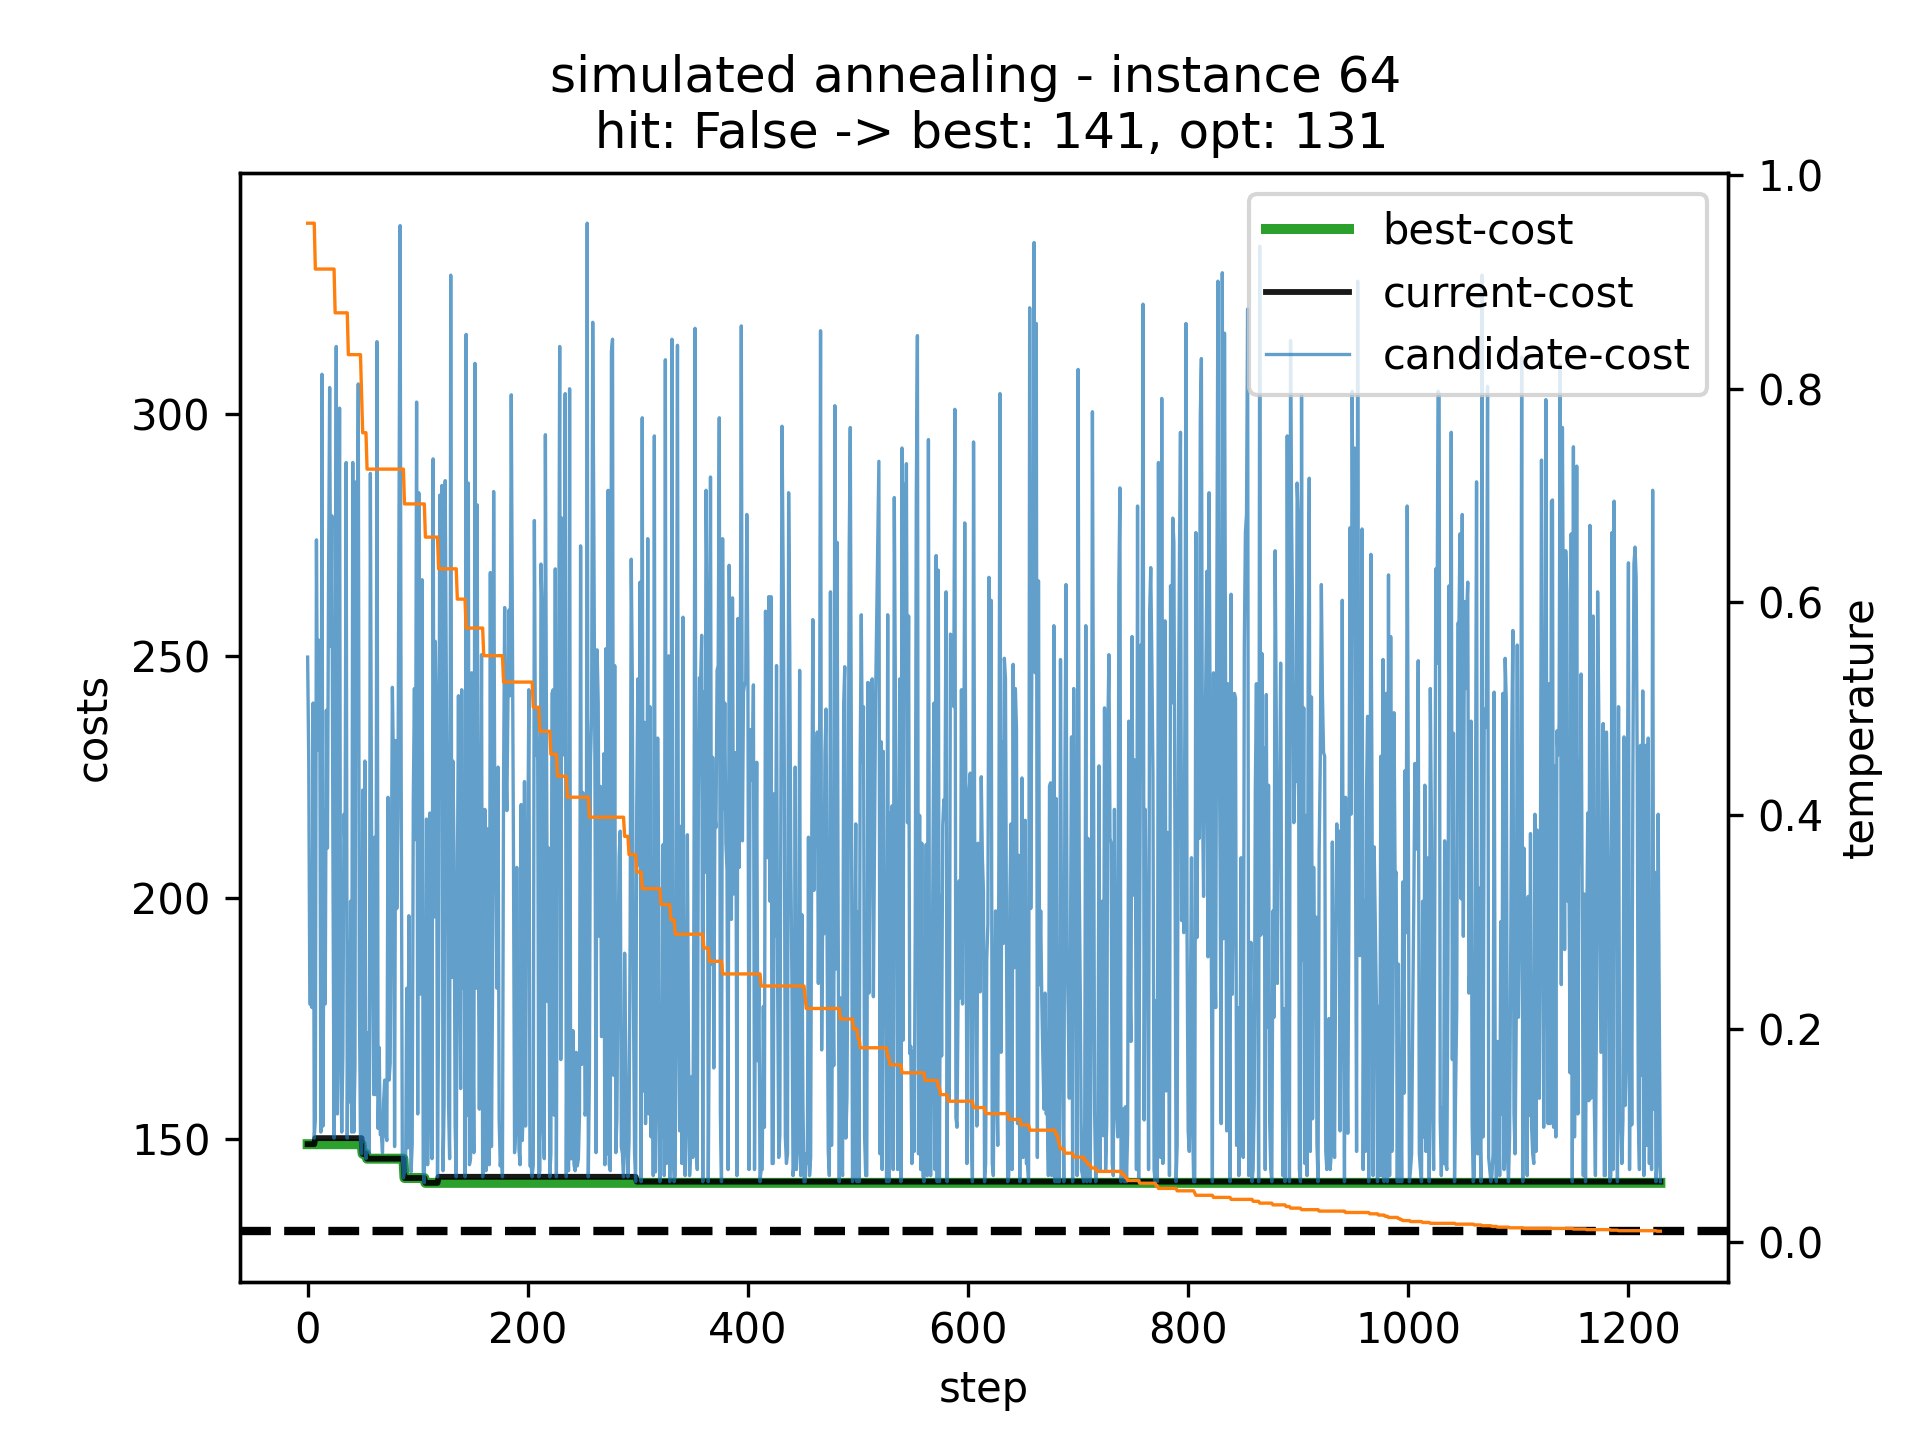 simulated annealing - instance 64
hit: False -> best: 141, opt: 131
best-cost
current-cost
candidate-cost
costs
300
250
200
150
1.0
0.8
0.6
0.4
0.2
0.0
temperature
0 200 400 600 800 1000 1200
step